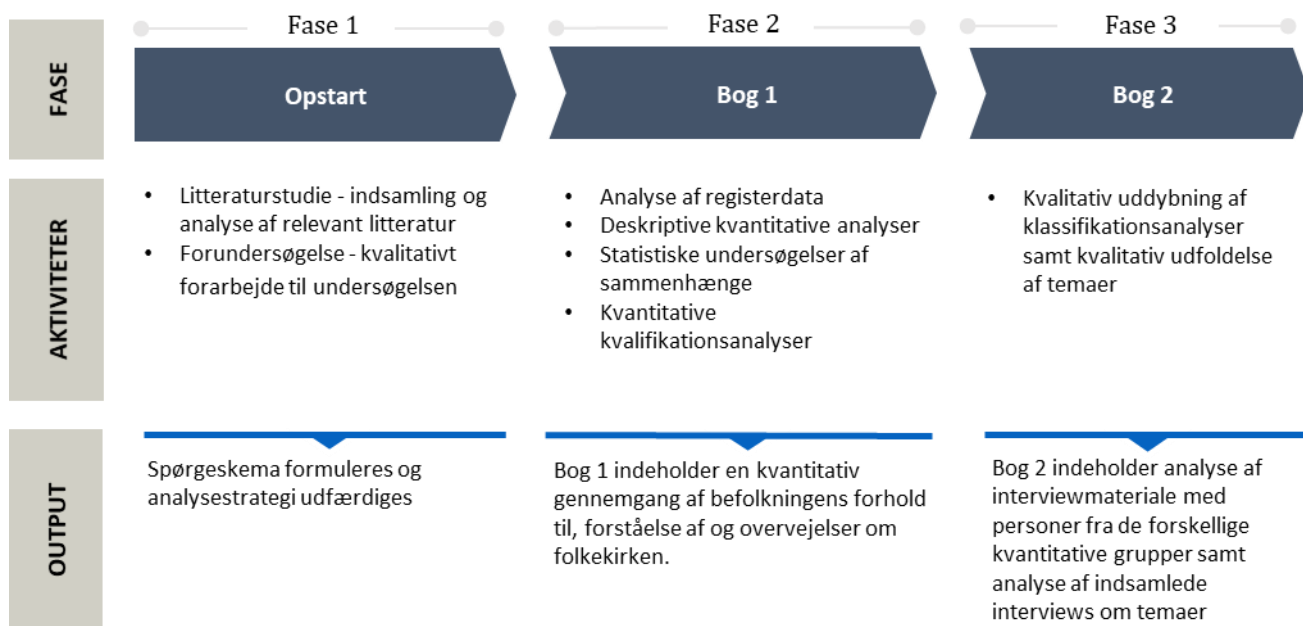 Fase 1
Fase 2
Fase 3
FASE
Opstart
Bog 1
Bog 2
AKTIVITETER
• Litteraturstudie - indsamling og
analyse af relevant litteratur
• Forundersøgelse - kvalitativt
forarbejde til undersøgelsen
• Analyse af registerdata
• Deskriptive kvantitative analyser
• Statistiske undersøgelser af
sammenhænge
• Kvantitative
kvalifikationsanalyser
• Kvalitativ uddybning af
klassifikationsanalyser
samt kvalitativ udfoldelse
af temaer
OUTPUT
Spørgeskema formuleres og
analysestrategi udfærdiges
Bog 1 indeholder en kvantitativ
gennemgang af befolkningens forhold
til, forståelse af og overvejelser om
folkekirken.
Bog 2 indeholder analyse af
interviewmateriale med
personer fra de forskellige
kvantitative grupper samt
analyse af indsamlede
interviews om temaer